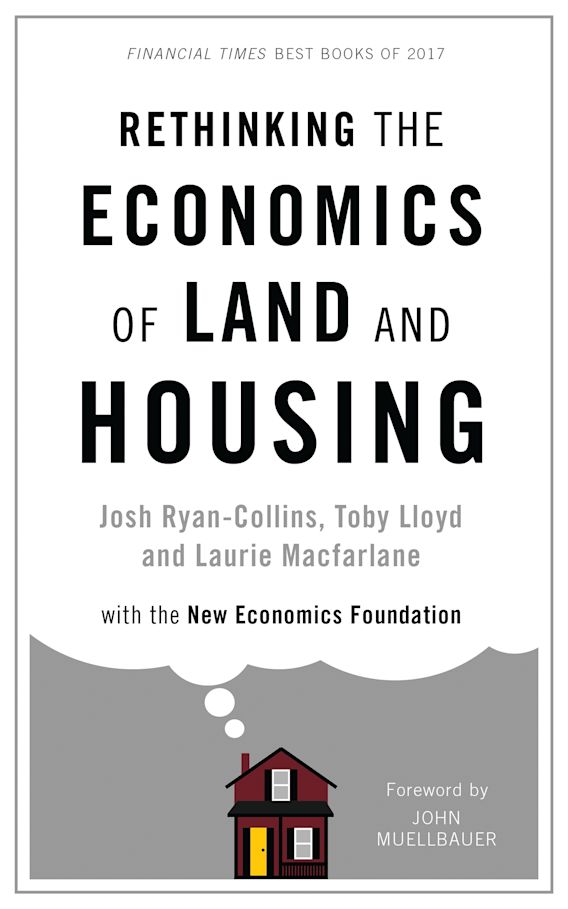 FINANCIAL TIMES BEST BOOKS OF 2017
RETHINKING THE
ECONOMICS
OF LAND AND
HOUSING
Josh Ryan-Collins, Toby Lloyd
and Laurie Macfarlane
with the New Economics Foundation
Foreword by
JOHN
MUELLBAUER